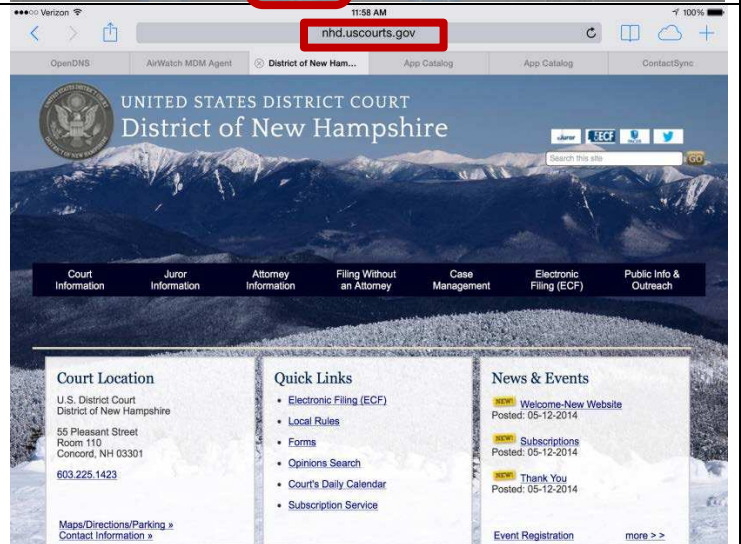 Verizon 11:58 AM 100%
nhd.uscourts.gov
OpenDNS AirWatch MDM Agent District of New Ham... App Catalog App Catalog ContactSync
UNITED STATES DISTRICT COURT
District of New Hampshire
Juror ECF
Search this site GO
Court Information
Juror Information
Attorney Information
Filing Without an Attorney
Case Management
Electronic Filing (ECF)
Public Info & Outreach
Court Location
U.S. District Court
District of New Hampshire
55 Pleasant Street
Room 110
Concord, NH 03301
603.225.1423
Maps/Directions/Parking »
Contact Information »
Quick Links
• Electronic Filing (ECF)
• Local Rules
• Forms
• Opinions Search
• Court's Daily Calendar
• Subscription Service
News & Events
NEW! Welcome-New Website
Posted: 05-12-2014
NEW! Subscriptions
Posted: 05-12-2014
NEW! Thank You
Posted: 05-12-2014
Event Registration more > >